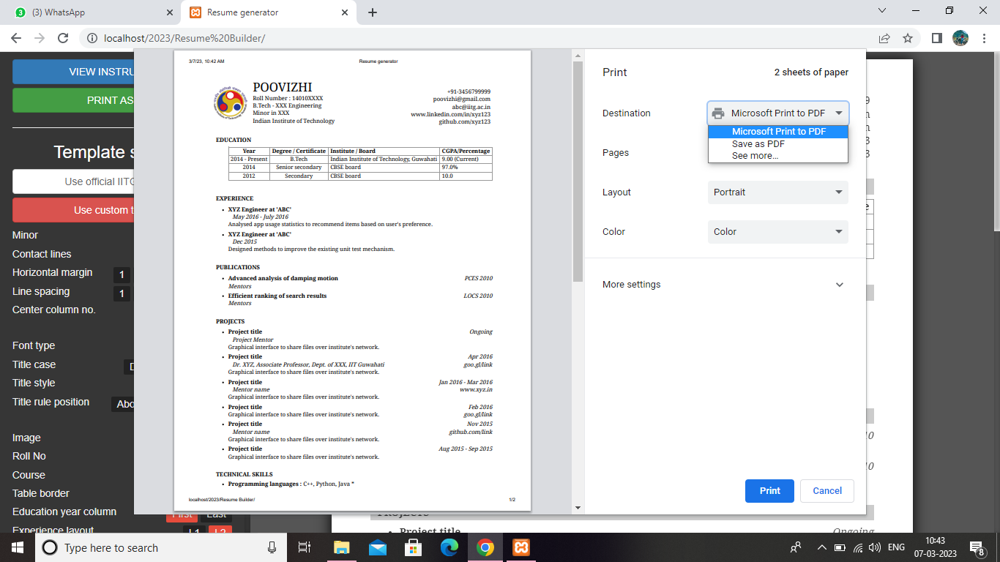 (3) WhatsApp
Resume generator
localhost/2023/Resume%20Builder/
VIEW INSTRU
PRINT AS
Template s
Use official IITG
Use custom t
Minor
Contact lines
Horizontal margin 1
Line spacing 1
Center column no.
Font type
Title case
Title style
Title rule position Abo
Image
Roll No
Course
Table border
Education year column First Last
Experience layout L1 L2
3/7/23, 10:42 AM Resume generator
POOVIZHI
Roll Number : 14010XXXX
B.Tech - XXX Engineering
Minor in XXX
Indian Institute of Technology
+91-3456799999
poovizhi@gmail.com
abc@iitg.ac.in
www.linkedin.com/in/xyz123
github.com/xyz123
EDUCATION
Year Degree / Certificate Institute / Board CGPA/Percentage
2014 - Present B.Tech Indian Institute of Technology, Guwahati 9.00 (Current)
2014 Senior secondary CBSE board 97.0%
2012 Secondary CBSE board 10.0
EXPERIENCE
• XYZ Engineer at 'ABC'
May 2016 - July 2016
Analysed app usage statistics to recommend items based on user's preference.
• XYZ Engineer at 'ABC'
Dec 2015
Designed methods to improve the existing unit test mechanism.
PUBLICATIONS
• Advanced analysis of damping motion PCES 2010
Mentors
• Efficient ranking of search results LOCS 2010
Mentors
PROJECTS
• Project title Ongoing
Project Mentor
Graphical interface to share files over institute's network.
• Project title Apr 2016
Dr. XYZ, Associate Professor, Dept. of XXX, IIT Guwahati goo.gl/link
Graphical interface to share files over institute's network.
• Project title Jan 2016 - Mar 2016
Mentor name www.xyz.in
Graphical interface to share files over institute's network.
• Project title Feb 2016
Graphical interface to share files over institute's network. goo.gl/link
• Project title Nov 2015
Mentor name github.com/link
Graphical interface to share files over institute's network.
• Project title Aug 2015 - Sep 2015
Graphical interface to share files over institute's network.
TECHNICAL SKILLS
• Programming languages : C++, Python, Java *
localhost/2023/Resume Builder/ 1/2
Print 2 sheets of paper
Destination Microsoft Print to PDF
Microsoft Print to PDF
Save as PDF
See more...
Pages
Layout Portrait
Color Color
More settings
Print Cancel
• Project title Ongoing
Type here to search
ENG
10:43
07-03-2023
8